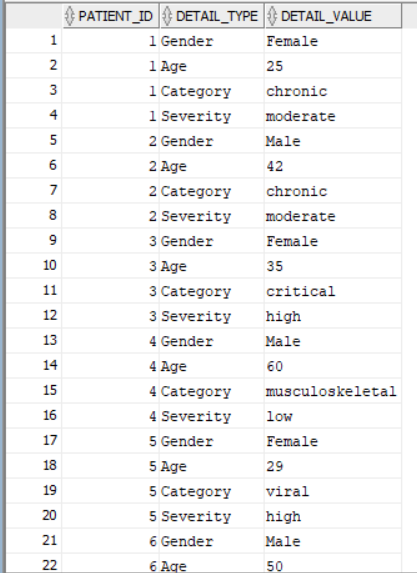 PATIENT_ID DETAIL_TYPE DETAIL_VALUE
1 1 Gender Female
2 1 Age 25
3 1 Category chronic
4 1 Severity moderate
5 2 Gender Male
6 2 Age 42
7 2 Category chronic
8 2 Severity moderate
9 3 Gender Female
10 3 Age 35
11 3 Category critical
12 3 Severity high
13 4 Gender Male
14 4 Age 60
15 4 Category musculoskeletal
16 4 Severity low
17 5 Gender Female
18 5 Age 29
19 5 Category viral
20 5 Severity high
21 6 Gender Male
22 6 Age 50